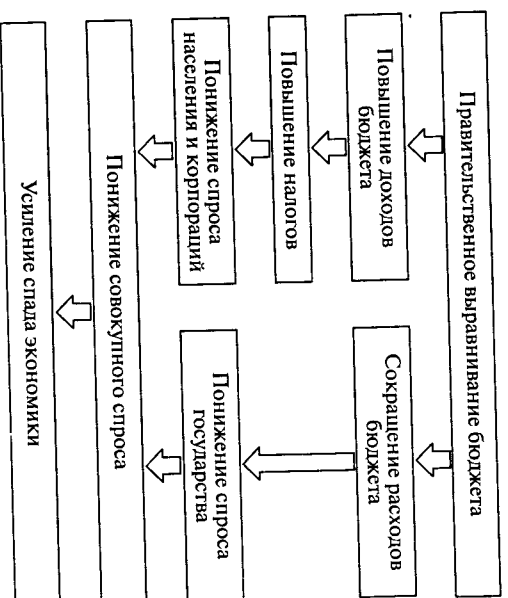 Правительственное выравнивание бюджета
Повышение доходов
бюджета
Сокращение расходов
бюджета
Повышение налогов
Понижение спроса
населения и корпораций
Понижение спроса
государства
Понижение совокупного спроса
Усиление спада экономики